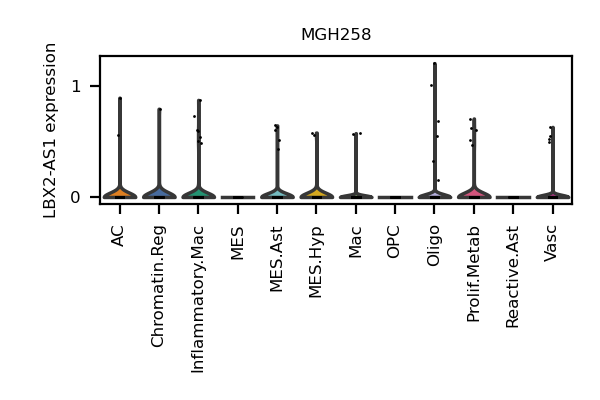 MGH258
LBX2-AS1 expression
1
0
AC
Chromatin.Reg
Inflammatory.Mac
MES
MES.Ast
MES.Hyp
Mac
OPC
Oligo
Prolif.Metab
Reactive.Ast
Vasc